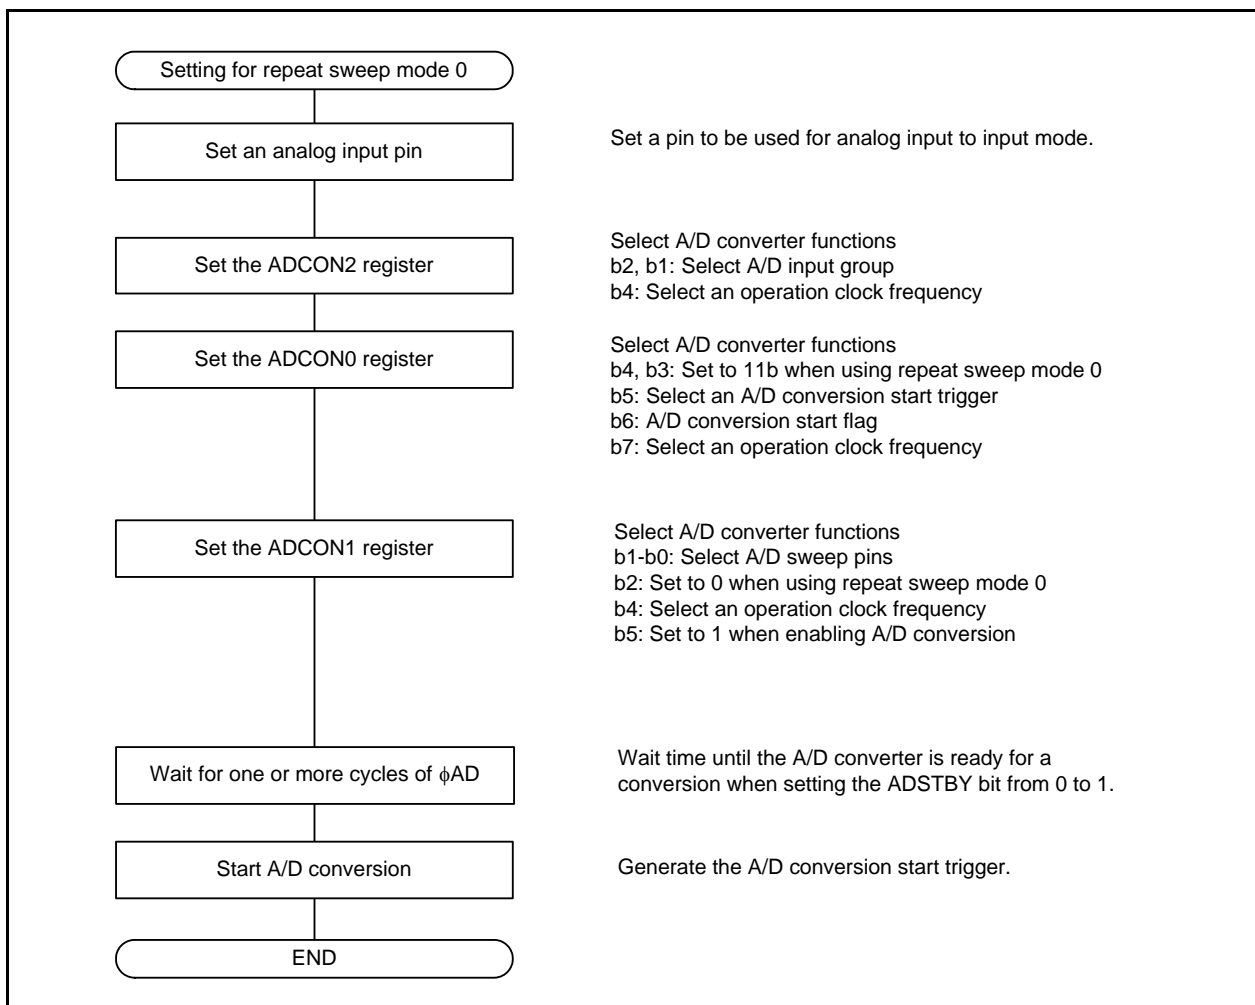 Setting for repeat sweep mode 0
Set an analog input pin
Set a pin to be used for analog input to input mode.
Set the ADCON2 register
Select A/D converter functions
b2, b1: Select A/D input group
b4: Select an operation clock frequency
Set the ADCON0 register
Select A/D converter functions
b4, b3: Set to 11b when using repeat sweep mode 0
b5: Select an A/D conversion start trigger
b6: A/D conversion start flag
b7: Select an operation clock frequency
Set the ADCON1 register
Select A/D converter functions
b1-b0: Select A/D sweep pins
b2: Set to 0 when using repeat sweep mode 0
b4: Select an operation clock frequency
b5: Set to 1 when enabling A/D conversion
Wait for one or more cycles of ϕAD
Wait time until the A/D converter is ready for a
conversion when setting the ADSTBY bit from 0 to 1.
Start A/D conversion
Generate the A/D conversion start trigger.
END